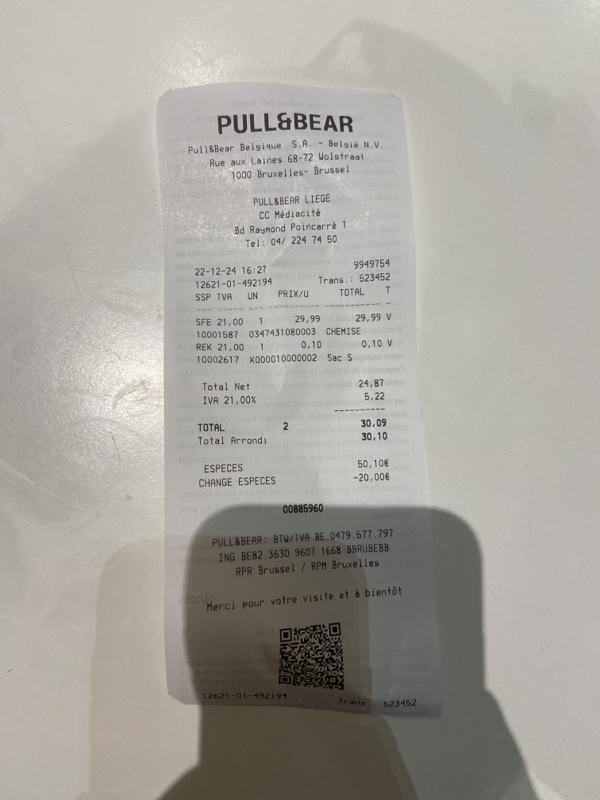 PULL&BEAR
Pull&Bear Belgique S.A. - België N.V.
Rue aux Laines 68-72 Wolstraat
1000 Bruxelles- Brussel
PULL&BEAR LIEGE
CC Médiacité
Bd Raymond Poincarré 1
Tel: 04/ 224 74 50
22-12-24 16:27 9949754
12621-01-492194 Trans.: 523452
SSP TVA UN PRIX/U TOTAL T
SFE 21,00 1 29,99 29,99 V
10001587 0347431080003 CHEMISE
REK 21,00 1 0,10 0,10 V
10002617 K000010000002 Sac S
Total Net 24,87
IVA 21,00% 5,22
----------
TOTAL 2 30,09
Total Arrondi 30,10
ESPECES 50,10€
CHANGE ESPECES -20,00€
00885960
PULL&BEAR: BTW/TVA BE.0479.577.797
ING BE82 3630 9607 1668 BBRUBEBB
RPR Brussel / RPM Bruxelles
Merci pour votre visite et à bientôt
12621-01-492194 Trans.: 523452